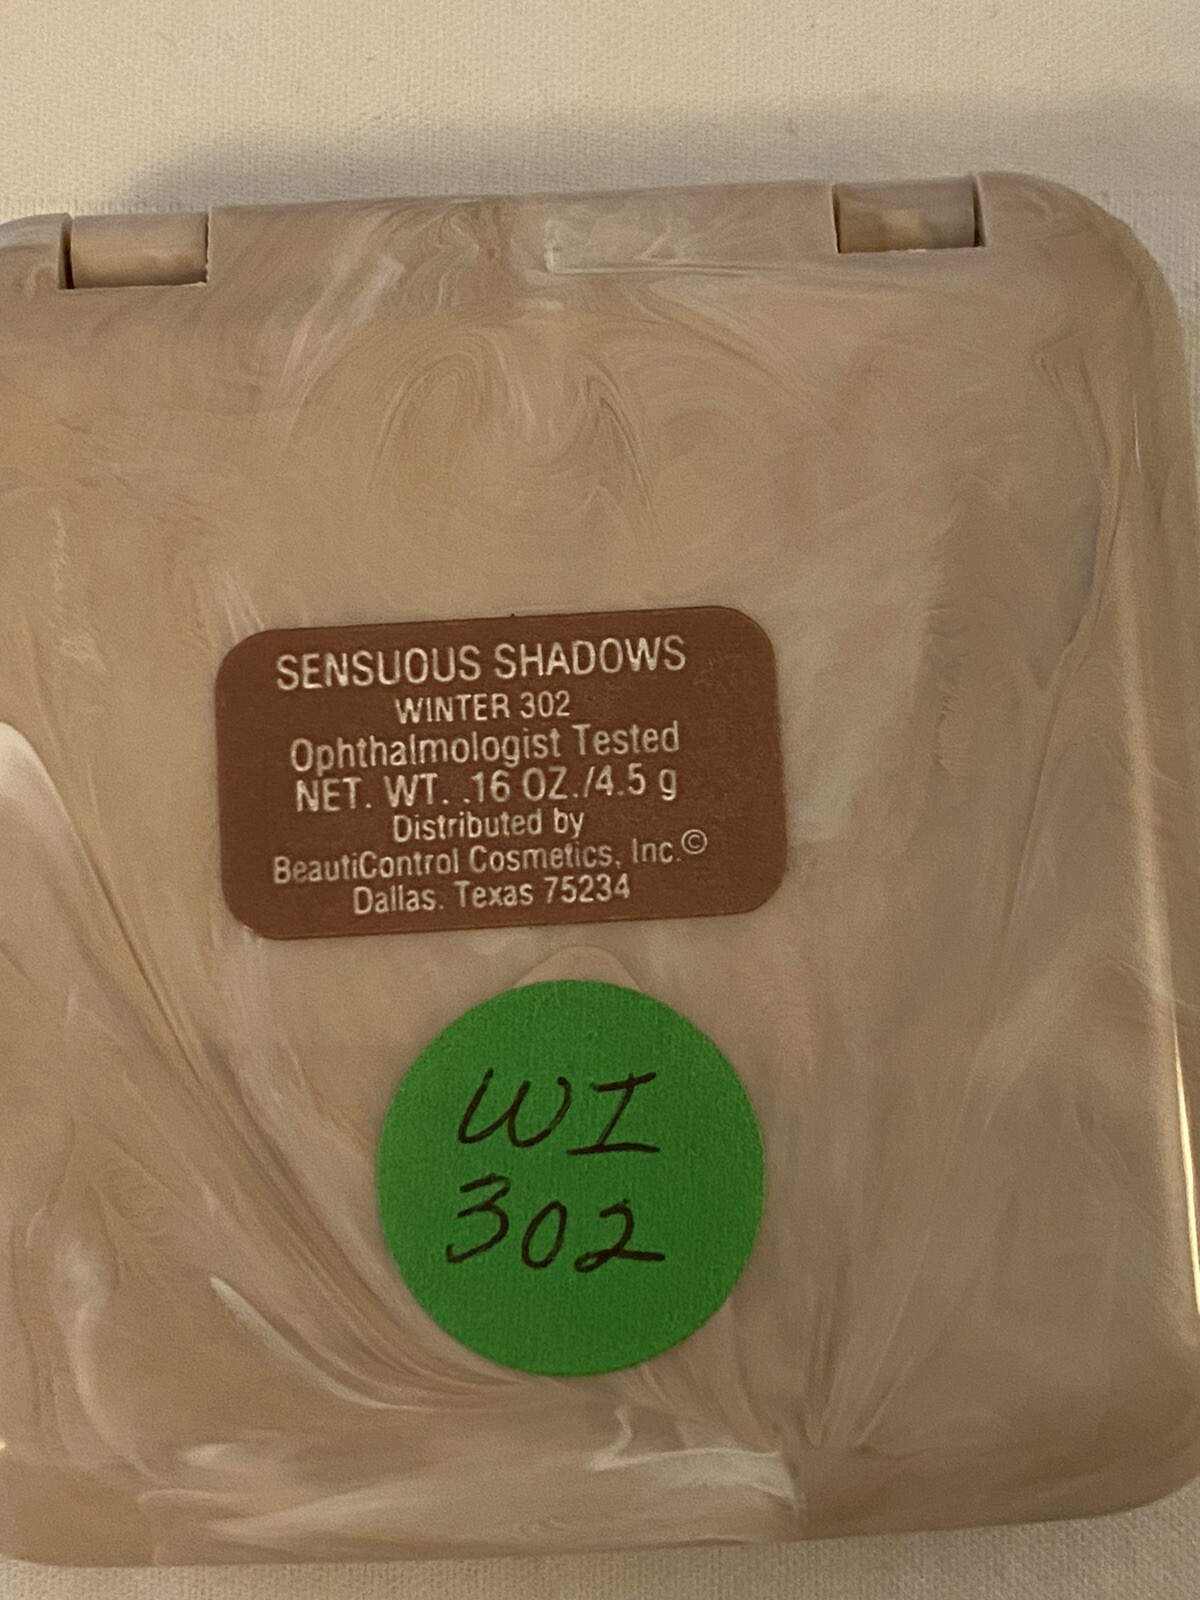 SENSUOUS SHADOWS
WINTER 302
Ophthalmologist Tested
NET. WT. .16 OZ./4.5 g
Distributed by
BeautiControl Cosmetics, Inc.©
Dallas, Texas 75234
WI
302